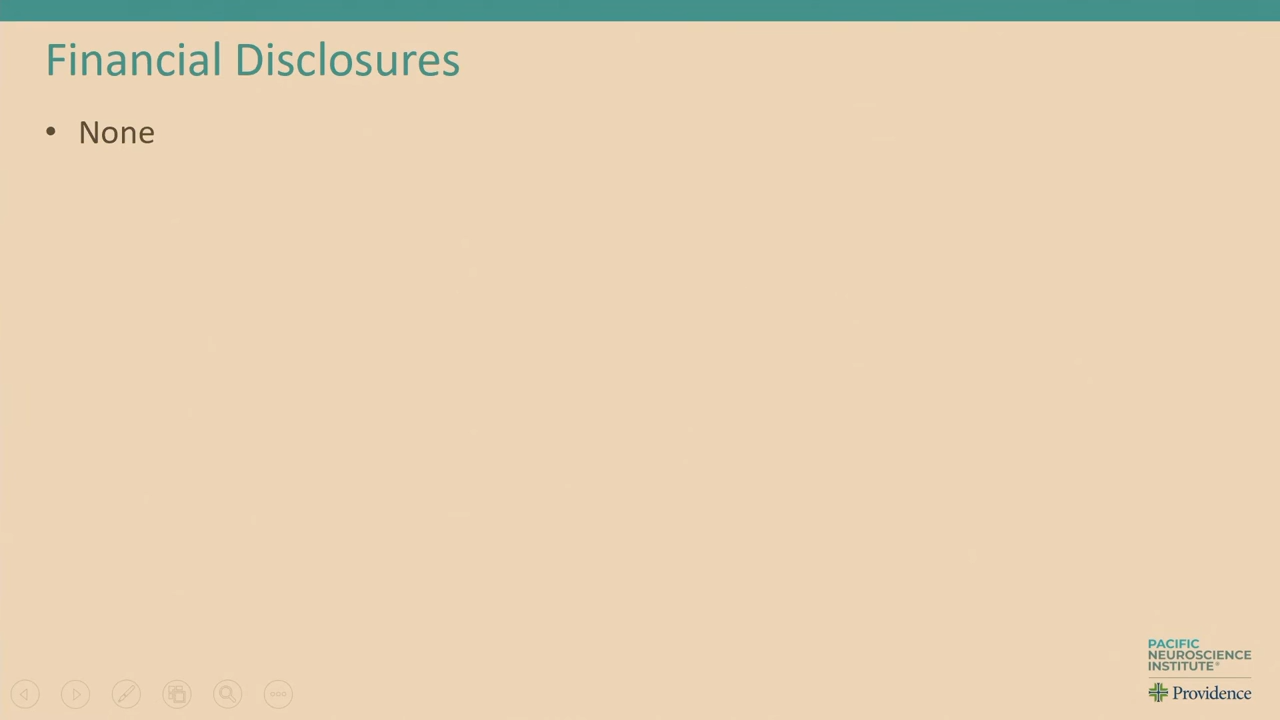 Financial Disclosures
• None
PACIFIC
NEUROSCIENCE
INSTITUTE®
Providence